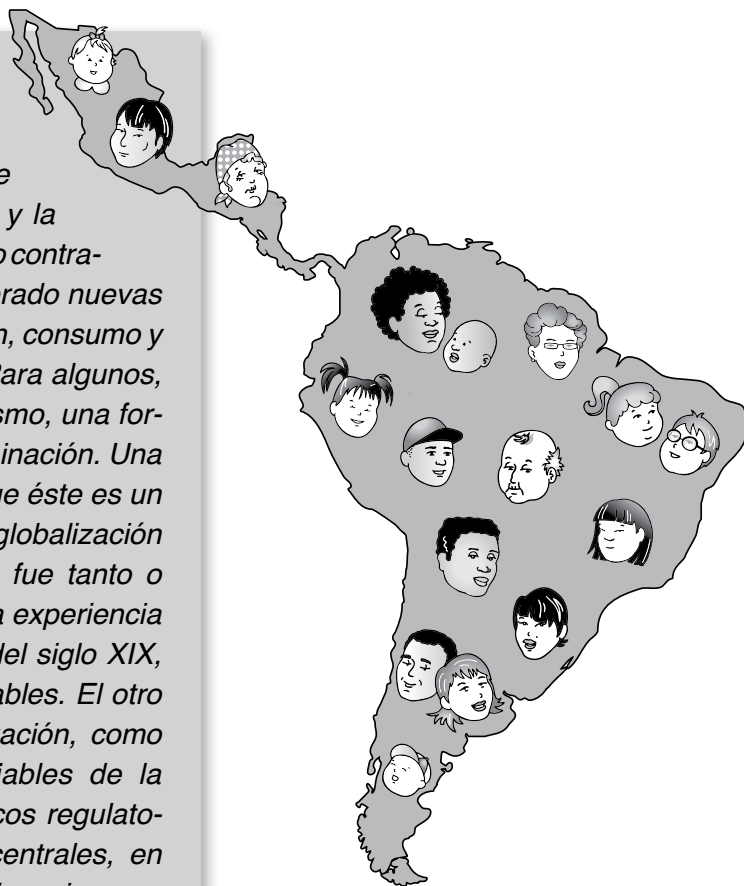 e
y la
o contra-
orado nuevas
n, consumo y
Para algunos,
smo, una for-
inación. Una
ue éste es un
globalización
fue tanto o
a experiencia
del siglo XIX,
ables. El otro
ación, como
iables de la
cos regulato-
centrales, en